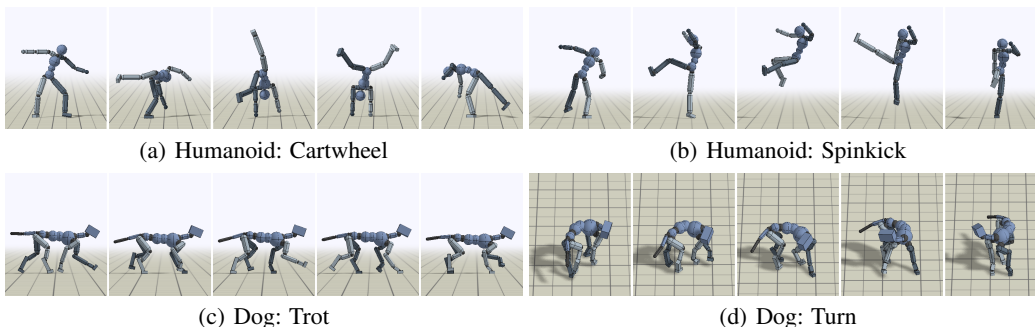 (a) Humanoid: Cartwheel
(b) Humanoid: Spinkick
(c) Dog: Trot
(d) Dog: Turn